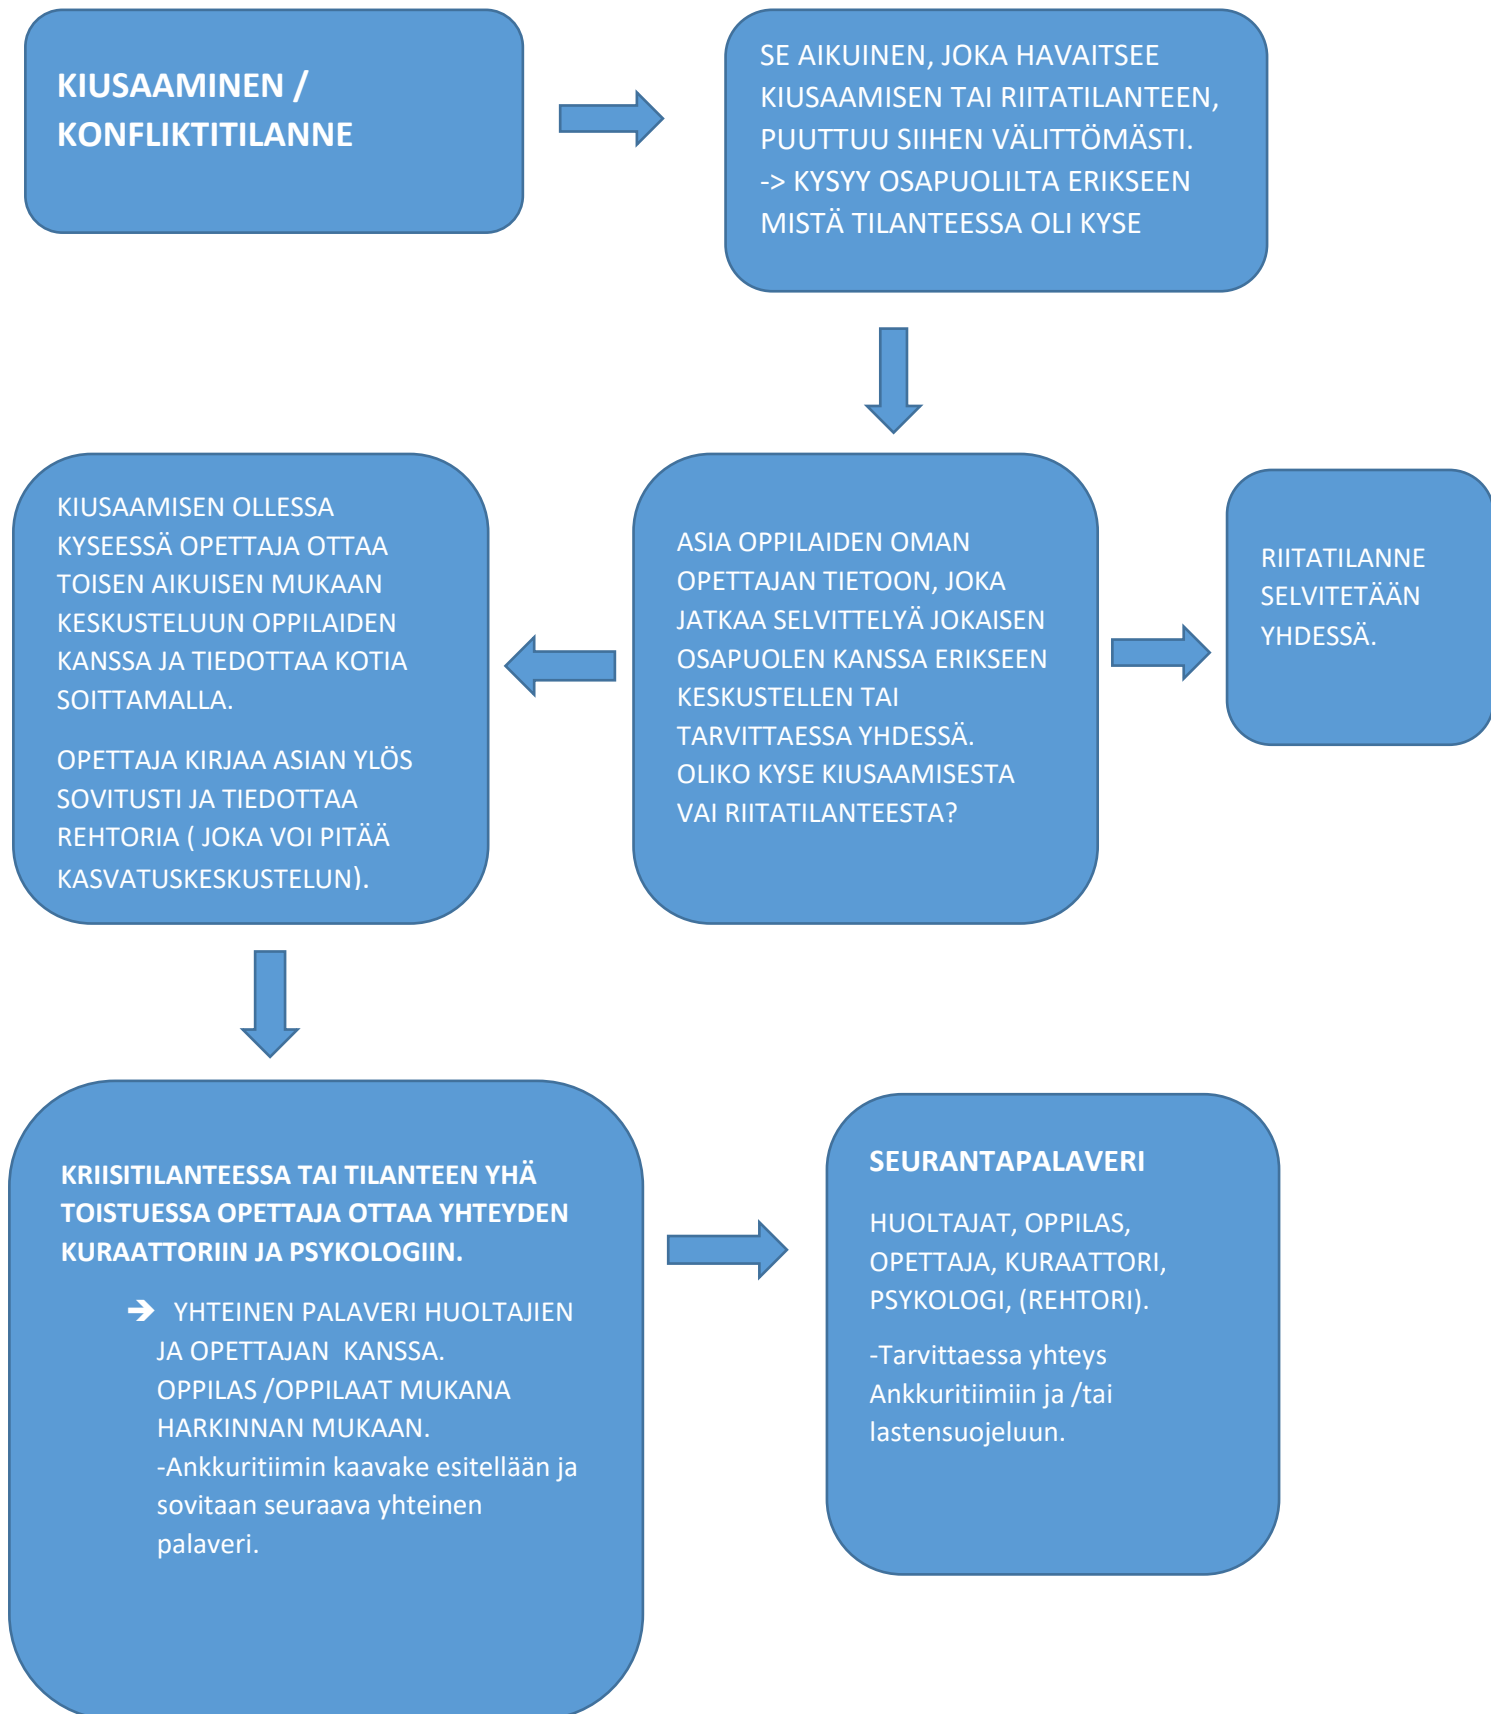 KIUSAAMINEN /
KONFLIKTITILANNE
SE AIKUINEN, JOKA HAVAITSEE
KIUSAAMISEN TAI RIITATILANTEEN,
PUUTTUU SIIHEN VÄLITTÖMÄSTI.
-> KYSYY OSAPUOLILTA ERIKSEEN
MISTÄ TILANTEESSA OLI KYSE
KIUSAAMISEN OLLESSA
KYSEESSÄ OPETTAJA OTTAA
TOISEN AIKUISEN MUKAAN
KESKUSTELUUN OPPILAIDEN
KANSSA JA TIEDOTTAA KOTIA
SOITTAMALLA.
OPETTAJA KIRJAA ASIAN YLÖS
SOVITUSTI JA TIEDOTTAA
REHTORIA ( JOKA VOI PITÄÄ
KASVATUSKESKUSTELUN).
ASIA OPPILAIDEN OMAN
OPETTAJAN TIETOON, JOKA
JATKAA SELVITTELYÄ JOKAISEN
OSAPUOLEN KANSSA ERIKSEEN
KESKUSTELLEN TAI
TARVITTAESSA YHDESSÄ.
OLIKO KYSE KIUSAAMISESTA
VAI RIITATILANTEESTA?
RIITATILANNE
SELVITETÄÄN
YHDESSÄ.
KRIISITILANTEESSA TAI TILANTEEN YHÄ
TOISTUESSA OPETTAJA OTTAA YHTEYDEN
KURAATTORIIN JA PSYKOLOGIIN.
➔ YHTEINEN PALAVERI HUOLTAJIEN
JA OPETTAJAN  KANSSA.
OPPILAS /OPPILAAT MUKANA
HARKINNAN MUKAAN.
-Ankkuritiimin kaavake esitellään ja
sovitaan seuraava yhteinen
palaveri.
SEURANTAPALAVERI
HUOLTAJAT, OPPILAS,
OPETTAJA, KURAATTORI,
PSYKOLOGI, (REHTORI).
-Tarvittaessa yhteys
Ankkuritiimiin ja /tai
lastensuojeluun.